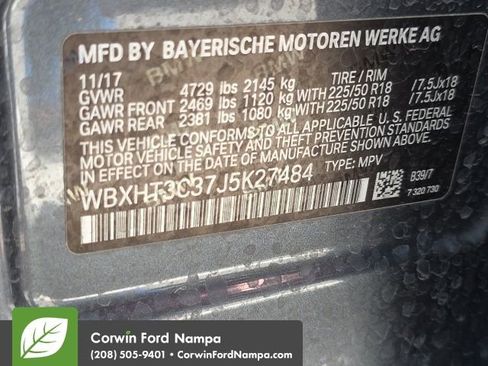 MFD BY BAYERISCHE MOTOREN WERKE AG
11/17 TIRE / RIM
GVWR 4729 lbs 2145 kg
GAWR FRONT 2469 lbs 1120 kg WITH 225/50 R18 /7.5Jx18
GAWR REAR 2381 lbs 1080 kg WITH 225/50 R18 /7.5Jx18
THIS VEHICLE CONFORMS TO ALL APPLICABLE U. S. FEDERAL
MOTOR VEHICLE SAFETY, BUMPER, AND THEFT PREVENTION STANDARDS
IN EFFECT ON THE DATE OF MANUFACTURE SHOWN ABOVE.
WBXHT3C37J5K27484 TYPE: MPV
B39/7
7 320 730
Corwin Ford Nampa
(208) 505-9401 • CorwinFordNampa.com